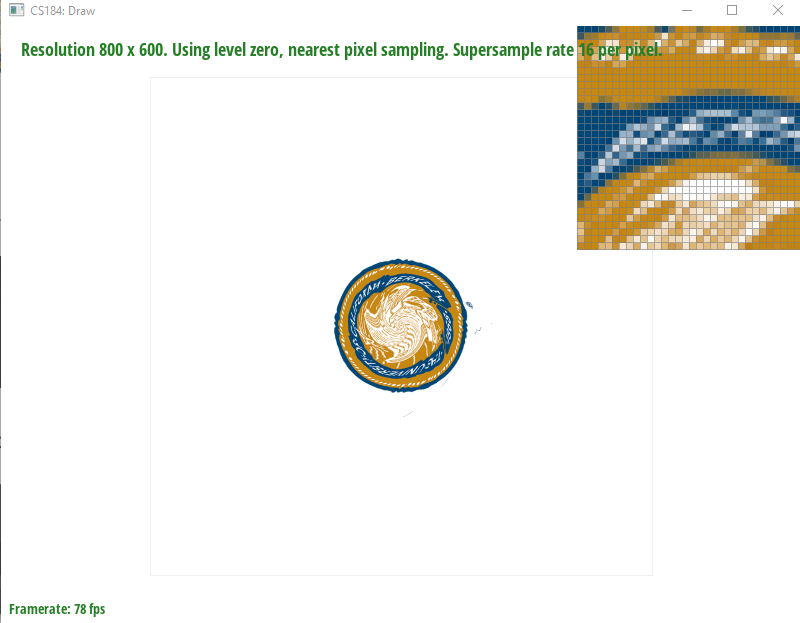 CS184: Draw
Resolution 800 x 600. Using level zero, nearest pixel sampling. Supersample rate 16 per pixel.
Framerate: 78 fps